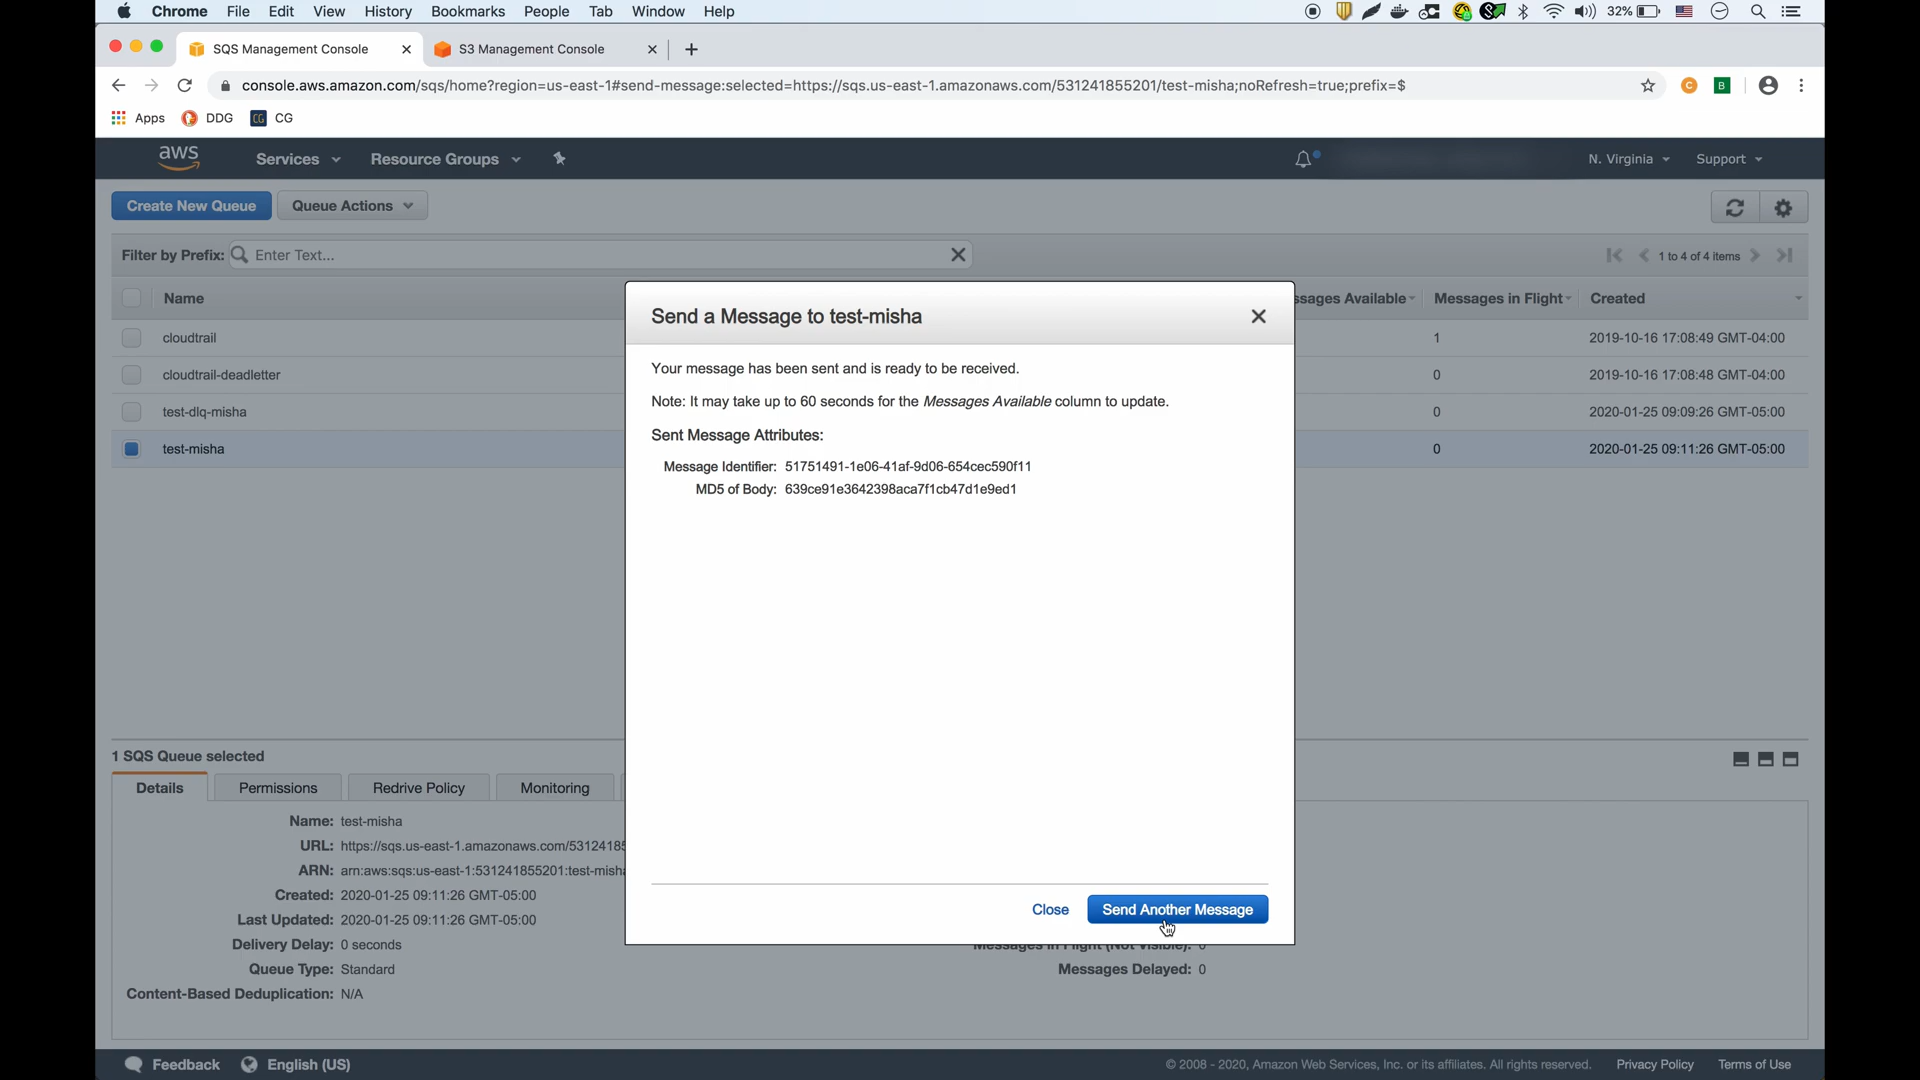 Chrome File Edit View History Bookmarks People Tab Window Help 32%
SQS Management Console S3 Management Console
console.aws.amazon.com/sqs/home?region=us-east-1#send-message:selected=https://sqs.us-east-1.amazonaws.com/531241855201/test-misha;noRefresh=true;prefix=$
Apps DDG CG CG
aws Services Resource Groups N. Virginia Support
Create New Queue Queue Actions
Filter by Prefix: Enter Text... 1 to 4 of 4 items
Name ssages Available Messages in Flight Created
cloudtrail 1 2019-10-16 17:08:49 GMT-04:00
cloudtrail-deadletter 0 2019-10-16 17:08:48 GMT-04:00
test-dlq-misha 0 2020-01-25 09:09:26 GMT-05:00
test-misha 0 2020-01-25 09:11:26 GMT-05:00
Send a Message to test-misha
Your message has been sent and is ready to be received.
Note: It may take up to 60 seconds for the Messages Available column to update.
Sent Message Attributes:
Message Identifier: 51751491-1e06-41af-9d06-654cec590f11
MD5 of Body: 639ce91e3642398aca7f1cb47d1e9ed1
Close Send Another Message
1 SQS Queue selected
Details Permissions Redrive Policy Monitoring
Name: test-misha
URL: https://sqs.us-east-1.amazonaws.com/53124185
ARN: arn:aws:sqs:us-east-1:531241855201:test-misha
Created: 2020-01-25 09:11:26 GMT-05:00
Last Updated: 2020-01-25 09:11:26 GMT-05:00
Delivery Delay: 0 seconds Messages in Flight (Not Visible): 0
Queue Type: Standard Messages Delayed: 0
Content-Based Deduplication: N/A
Feedback English (US) © 2008 - 2020, Amazon Web Services, Inc. or its affiliates. All rights reserved. Privacy Policy Terms of Use